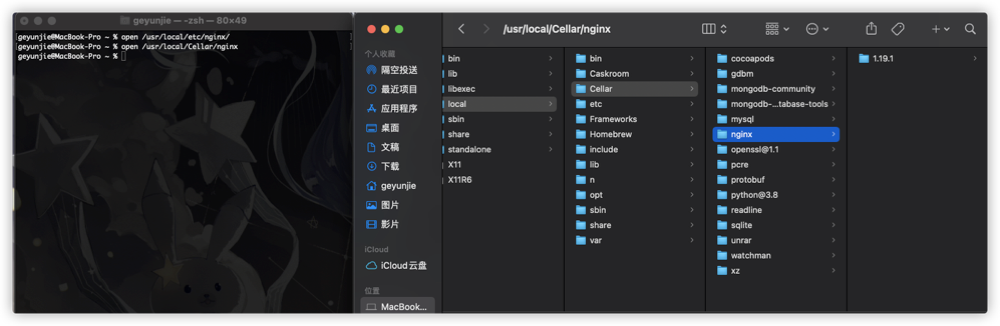 geyunjie — -zsh — 80×49
geyunjie@MacBook-Pro ~ % open /usr/local/etc/nginx/
geyunjie@MacBook-Pro ~ % open /usr/local/Cellar/nginx
geyunjie@MacBook-Pro ~ %
/usr/local/Cellar/nginx
个人收藏
隔空投送
最近项目
应用程序
桌面
文稿
下载
geyunjie
图片
影片
iCloud
iCloud 云盘
位置
MacBook...
bin
lib
libexec
local
sbin
share
standalone
X11
X11R6
bin
Caskroom
Cellar
etc
Frameworks
Homebrew
include
lib
n
opt
sbin
share
var
cocoapods
gdbm
mongodb-community
mongodb-...tabase-tools
mysql
nginx
openssl@1.1
pcre
protobuf
python@3.8
readline
sqlite
unrar
watchman
xz
1.19.1